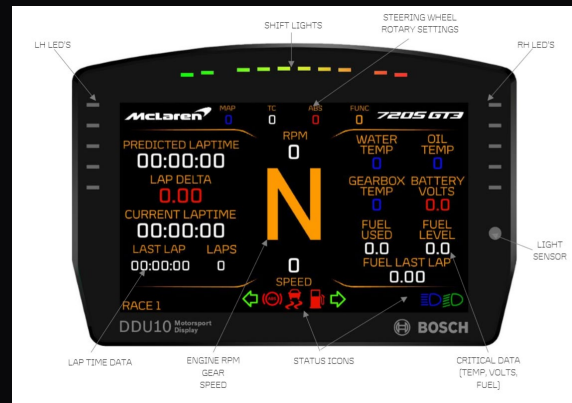 SHIFT LIGHTS
STEERING WHEEL
ROTARY SETTINGS
LH LED'S
RH LED'S
McLaren
MAP
0
TC
0
ABS
0
FUNC
0
720S GT3
PREDICTED LAPTIME
00:00:00
LAP DELTA
0.00
CURRENT LAPTIME
00:00:00
LAST LAP LAPS
00:00:00 0
RPM
0
N
0
SPEED
WATER
TEMP
0
OIL
TEMP
0
GEARBOX
TEMP
0
BATTERY
VOLTS
0.0
FUEL
USED
0.0
FUEL
LEVEL
0.0
FUEL LAST LAP
0.00
RACE 1
DDU10 Motorsport
Display
BOSCH
LIGHT
SENSOR
LAP TIME DATA
ENGINE RPM
GEAR
SPEED
STATUS ICONS
CRITICAL DATA
(TEMP, VOLTS,
FUEL)